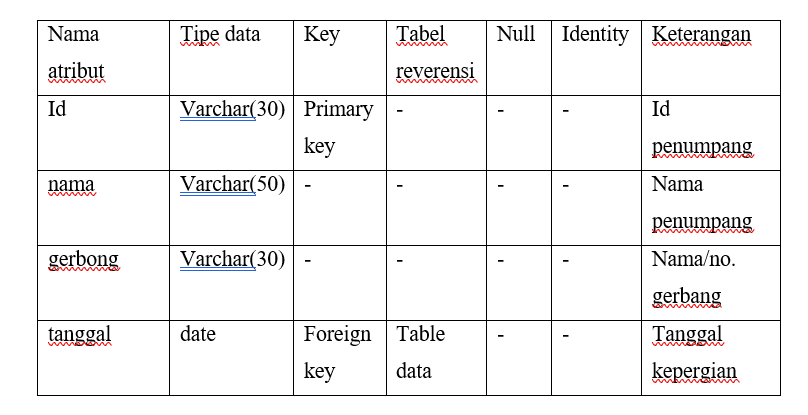 Nama atribut | Tipe data | Key | Tabel reverensi | Null | Identity | Keterangan
Id | Varchar(30) | Primary key | - | - | - | Id penumpang
nama | Varchar(50) | - | - | - | - | Nama penumpang
gerbong | Varchar(30) | - | - | - | - | Nama/no. gerbang
tanggal | date | Foreign key | Table data | - | - | Tanggal kepergian